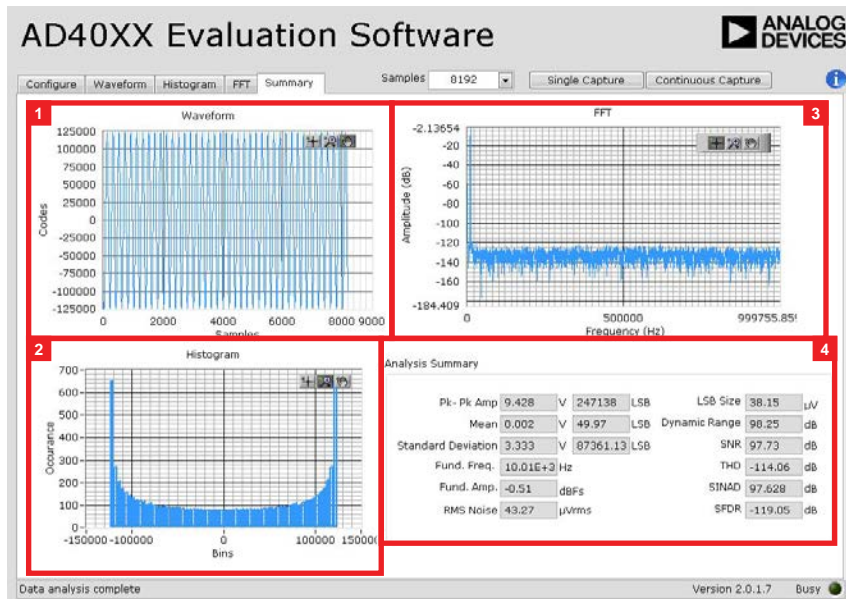 AD40XX Evaluation Software
ANALOG
DEVICES
Configure Waveform Histogram FFT Summary Samples 8192 Single Capture Continuous Capture i
1
Waveform
125000
100000
75000
50000
25000
0
-25000
-50000
-75000
-100000
-125000
Codes
0 2000 4000 6000 8000 9000
Samples
3
FFT
-2.13654
-20
-40
-60
-80
-100
-120
-140
-160
-184.409
Amplitude (dB)
0 500000 999755.859
Frequency (Hz)
2
Histogram
700
600
500
400
300
200
100
0
Occurance
-150000 -100000 0 100000 150000
Bins
4
Analysis Summary
Pk- Pk Amp 9.428 V 247138 LSB LSB Size 38.15 µV
Mean 0.002 V 49.97 LSB Dynamic Range 98.25 dB
Standard Deviation 3.333 V 87361.13 LSB SNR 97.73 dB
Fund. Freq. 10.01E+3 Hz THD -114.06 dB
Fund. Amp. -0.51 dBFs SINAD 97.628 dB
RMS Noise 43.27 µVrms SFDR -119.05 dB
Data analysis complete Version 2.0.1.7 Busy